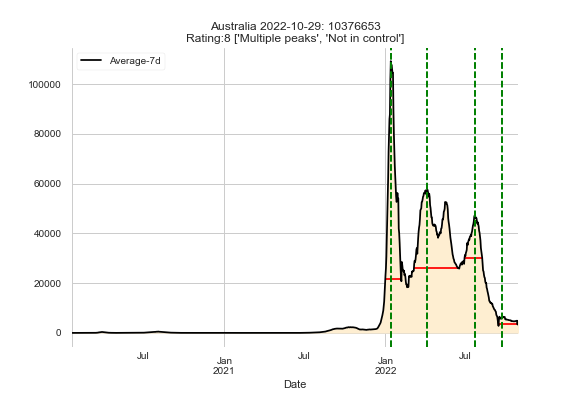 Australia 2022-10-29: 10376653
Rating:8 ['Multiple peaks', 'Not in control']
Average-7d
100000
80000
60000
40000
20000
0
Jul
Jan
2021
Jul
Jan
2022
Jul
Date